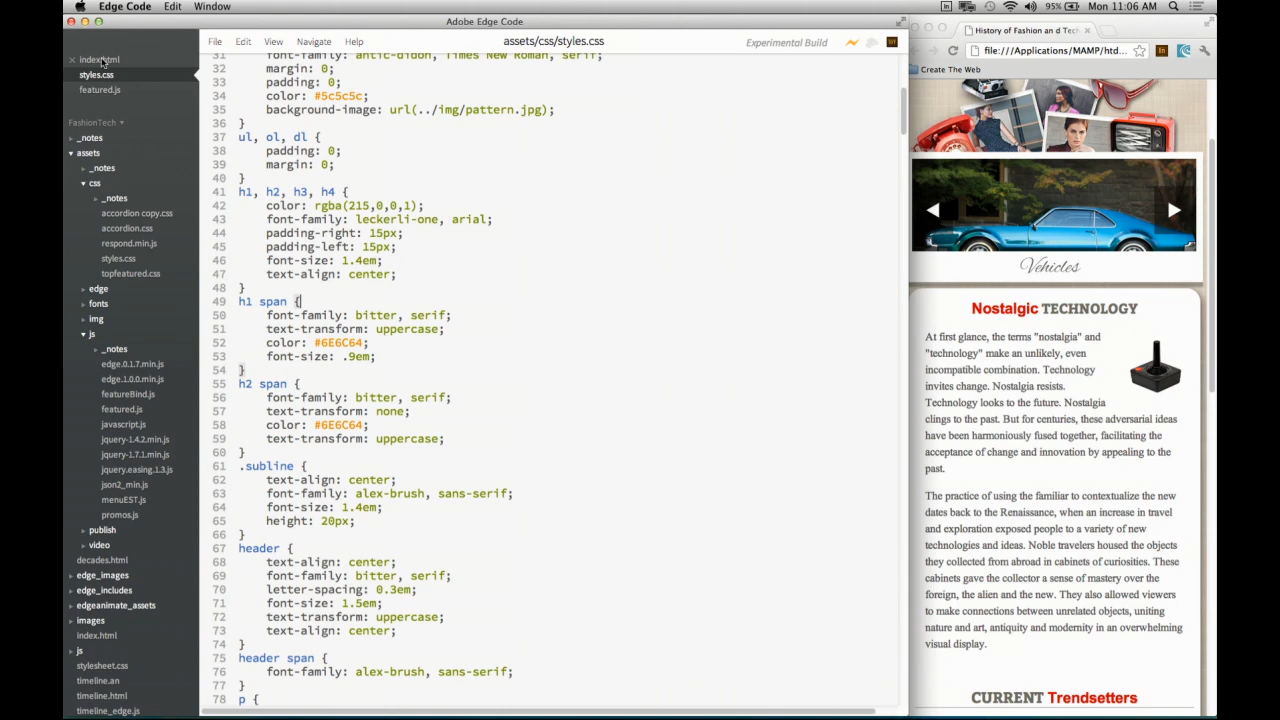 Edge Code Edit Window
95% Mon 11:06 AM
Adobe Edge Code
File Edit View Navigate Help
assets/css/styles.css
Experimental Build
index.html
styles.css
featured.js
FashionTech
_notes
assets
_notes
css
_notes
accordion copy.css
accordion.css
respond.min.js
styles.css
topfeatured.css
edge
fonts
img
js
_notes
edge.0.1.7.min.js
edge.1.0.0.min.js
featureBind.js
featured.js
javascript.js
jquery-1.4.2.min.js
jquery-1.7.1.min.js
jquery.easing.1.3.js
json2_min.js
menuEST.js
promos.js
publish
video
decades.html
edge_images
edge_includes
edgeanimate_assets
images
index.html
js
stylesheet.css
timeline.an
timeline.html
timeline_edge.js
31 font-family: antic-didon, Times New Roman, serif;
32 margin: 0;
33 padding: 0;
34 color: #5c5c5c;
35 background-image: url(../img/pattern.jpg);
36 }
37 ul, ol, dl {
38 padding: 0;
39 margin: 0;
40 }
41 h1, h2, h3, h4 {
42 color: rgba(215,0,0,1);
43 font-family: leckerli-one, arial;
44 padding-right: 15px;
45 padding-left: 15px;
46 font-size: 1.4em;
47 text-align: center;
48 }
49 h1 span {
50 font-family: bitter, serif;
51 text-transform: uppercase;
52 color: #6E6C64;
53 font-size: .9em;
54 }
55 h2 span {
56 font-family: bitter, serif;
57 text-transform: none;
58 color: #6E6C64;
59 text-transform: uppercase;
60 }
61 .subline {
62 text-align: center;
63 font-family: alex-brush, sans-serif;
64 font-size: 1.4em;
65 height: 20px;
66 }
67 header {
68 text-align: center;
69 font-family: bitter, serif;
70 letter-spacing: 0.3em;
71 font-size: 1.5em;
72 text-transform: uppercase;
73 text-align: center;
74 }
75 header span {
76 font-family: alex-brush, sans-serif;
77 }
78 p {
History of Fashion and Tech
file:///Applications/MAMP/htd
Create The Web
Vehicles
Nostalgic TECHNOLOGY
At first glance, the terms "nostalgia" and
"technology" make an unlikely, even
incompatible combination. Technology
invites change. Nostalgia resists.
Technology looks to the future. Nostalgia
clings to the past. But for centuries, these adversarial ideas
have been harmoniously fused together, facilitating the
acceptance of change and innovation by appealing to the
past.
The practice of using the familiar to contextualize the new
dates back to the Renaissance, when an increase in travel
and exploration exposed people to a variety of new
technologies and ideas. Noble travelers housed the objects
they collected from abroad in cabinets of curiosities. These
cabinets gave the collector a sense of mastery over the
foreign, the alien and the new. They also allowed viewers
to make connections between unrelated objects, uniting
nature and art, antiquity and modernity in an overwhelming
visual display.
CURRENT Trendsetters